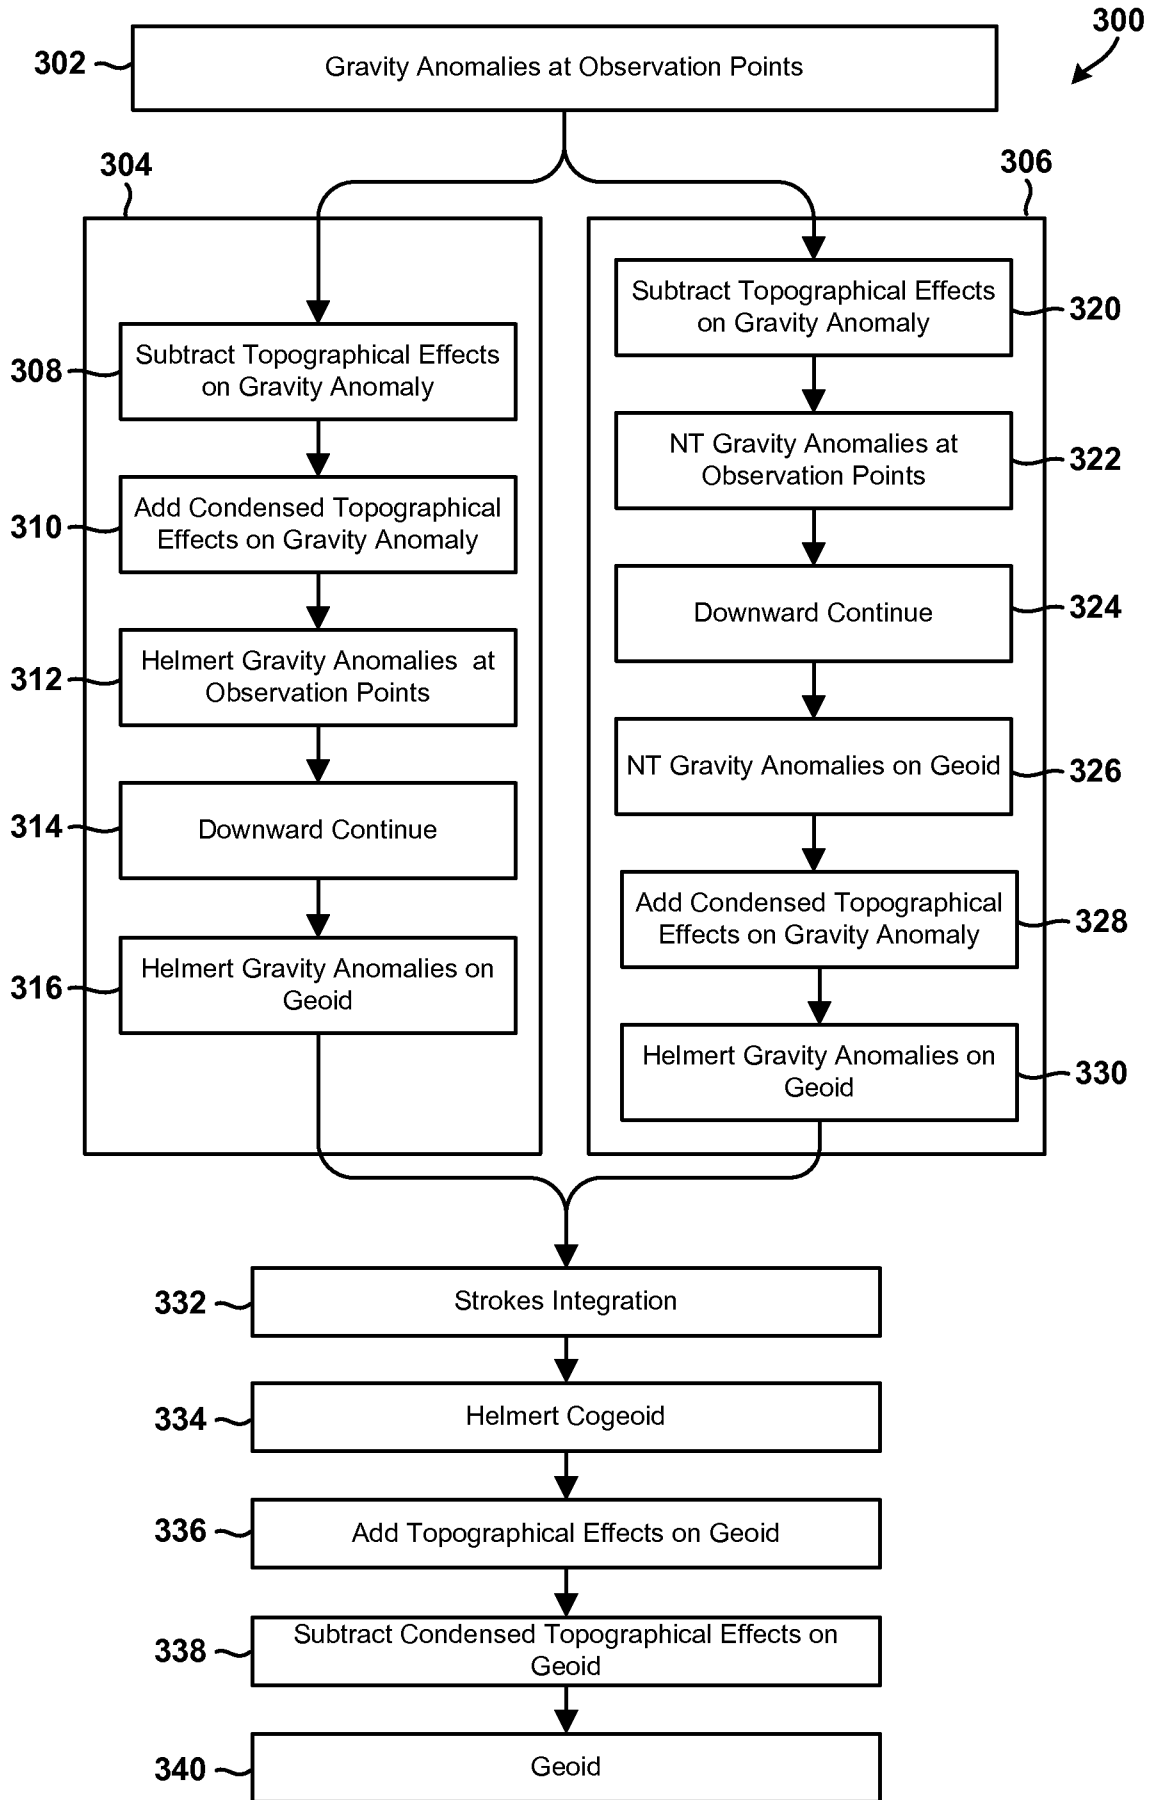 300
302
Gravity Anomalies at Observation Points
304
306
308
Subtract Topographical Effects
on Gravity Anomaly
310
Add Condensed Topographical
Effects on Gravity Anomaly
312
Helmert Gravity Anomalies at
Observation Points
314
Downward Continue
316
Helmert Gravity Anomalies on
Geoid
Subtract Topographical Effects
on Gravity Anomaly
320
NT Gravity Anomalies at
Observation Points
322
Downward Continue
324
NT Gravity Anomalies on Geoid
326
Add Condensed Topographical
Effects on Gravity Anomaly
328
Helmert Gravity Anomalies on
Geoid
330
332
Strokes Integration
334
Helmert Cogeoid
336
Add Topographical Effects on Geoid
338
Subtract Condensed Topographical Effects on
Geoid
340
Geoid